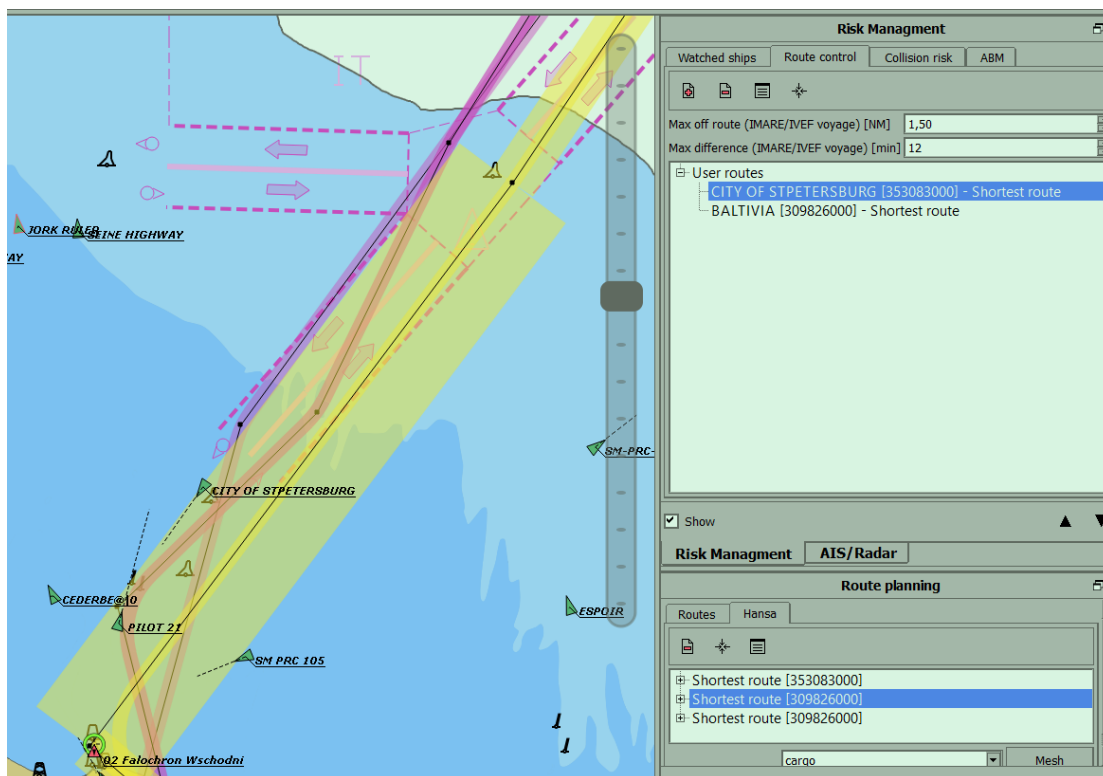 Risk Managment
Watched ships
Route control
Collision risk
ABM
Max off route (IMARE/IVEF voyage) [NM]
1,50
Max difference (IMARE/IVEF voyage) [min]
12
User routes
CITY OF STPETERSBURG [353083000] - Shortest route
BALTIVIA [309826000] - Shortest route
Show
Risk Managment
AIS/Radar
Route planning
Routes
Hansa
Shortest route [353083000]
Shortest route [309826000]
Shortest route [309826000]
cargo
Mesh
IT
JORK RULER
SEINE HIGHWAY
AY
SM-PRC-
CITY OF STPETERSBURG
CEDERBE@10
PILOT 21
ESPOIR
SM PRC 105
02 Falochron Wschodni